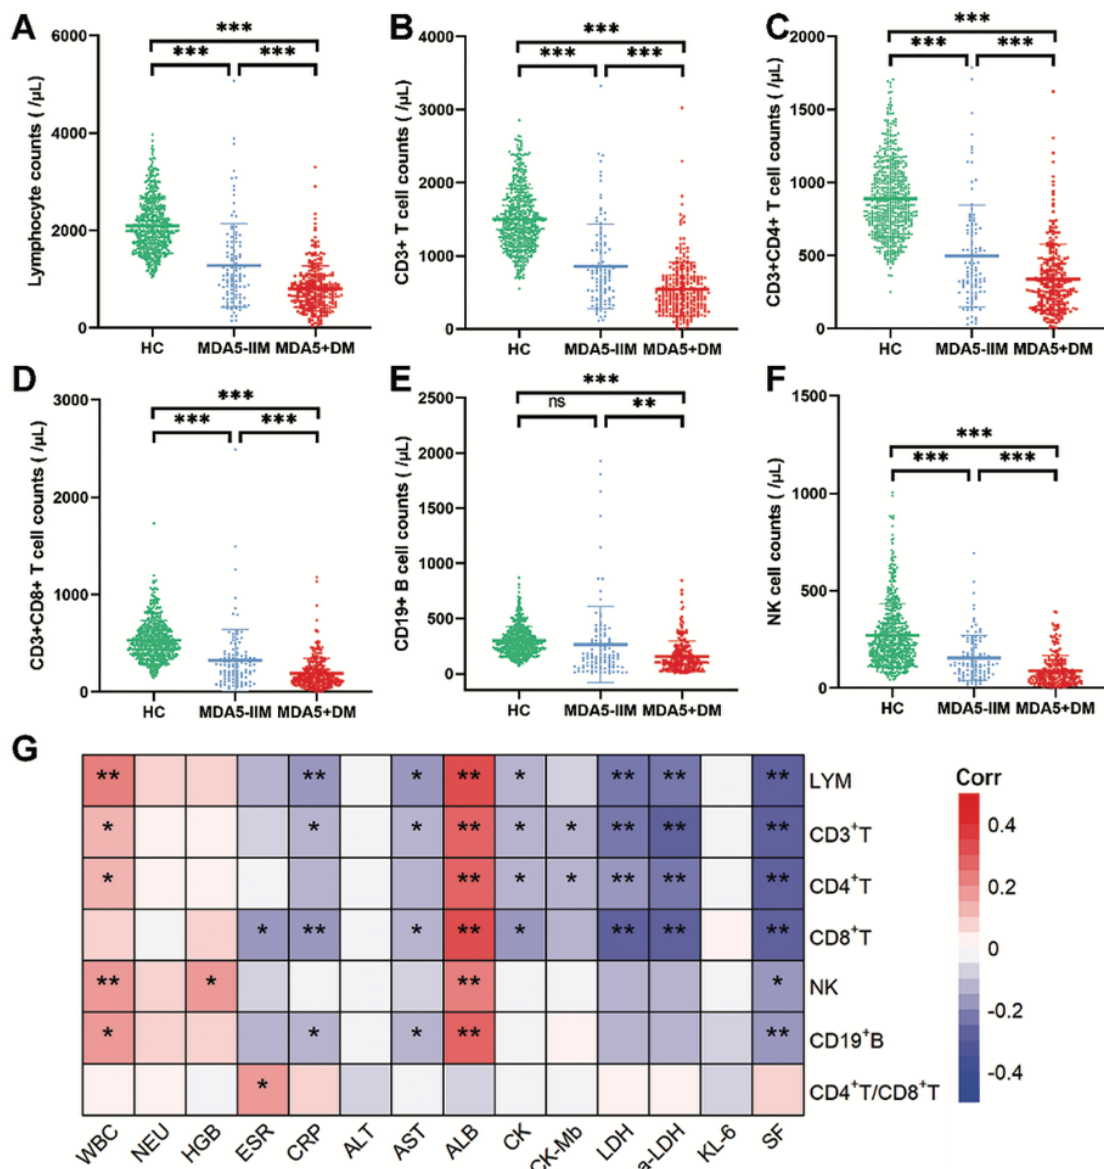 A
Lymphocyte counts ( /μL)
6000
4000
2000
0
***
*** ***
HC MDA5-IIM MDA5+DM
B
CD3+ T cell counts ( /μL)
4000
3000
2000
1000
0
***
*** ***
HC MDA5-IIM MDA5+DM
C
CD3+CD4+ T cell counts ( /μL)
2000
1500
1000
500
0
***
*** ***
HC MDA5-IIM MDA5+DM
D
CD3+CD8+ T cell counts ( /μL)
3000
2000
1000
0
***
*** ***
HC MDA5-IIM MDA5+DM
E
CD19+ B cell counts ( /μL)
2500
2000
1500
1000
500
0
***
ns **
HC MDA5-IIM MDA5+DM
F
NK cell counts ( /μL)
1500
1000
500
0
***
*** ***
HC MDA5-IIM MDA5+DM
G
** ** * ** * ** ** ** LYM
* * * ** * * ** ** ** CD3+T
* ** * * ** ** ** CD4+T
* ** * ** * ** ** ** CD8+T
** * ** * NK
* * * ** ** CD19+B
* CD4+T/CD8+T
WBC NEU HGB ESR CRP ALT AST ALB CK CK-Mb LDH a-LDH KL-6 SF
Corr
0.4
0.2
0
-0.2
-0.4